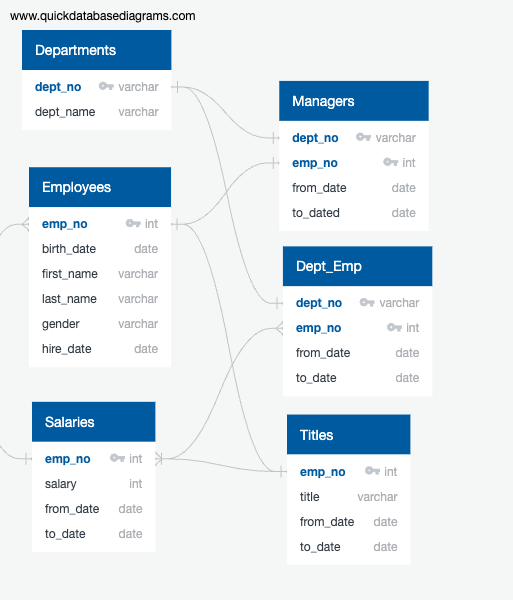 www.quickdatabasediagrams.com
Departments
dept_no varchar
dept_name varchar
Managers
dept_no varchar
emp_no int
from_date date
to_dated date
Employees
emp_no int
birth_date date
first_name varchar
last_name varchar
gender varchar
hire_date date
Dept_Emp
dept_no varchar
emp_no int
from_date date
to_date date
Salaries
emp_no int
salary int
from_date date
to_date date
Titles
emp_no int
title varchar
from_date date
to_date date